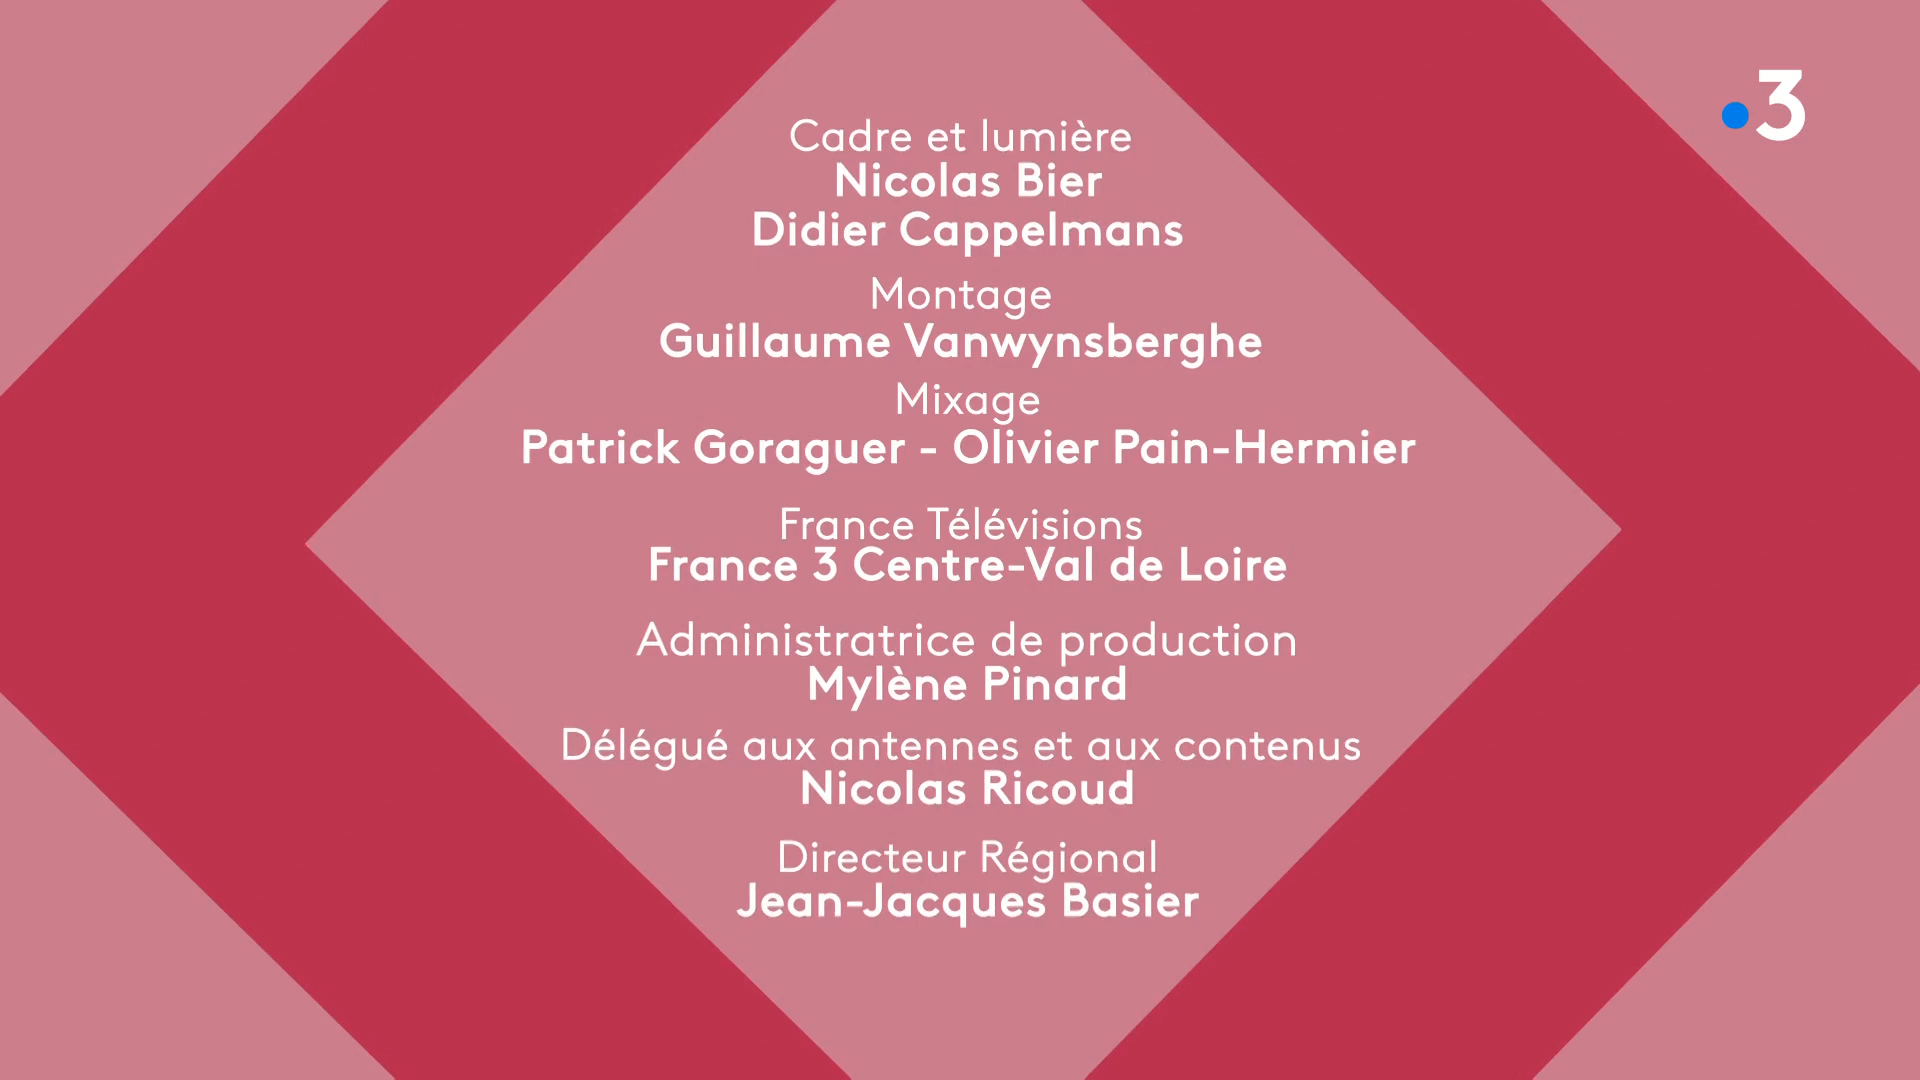 3
Cadre et lumière
Nicolas Bier
Didier Cappelmans
Montage
Guillaume Vanwynsberghe
Mixage
Patrick Goraguer - Olivier Pain-Hermier
France Télévisions
France 3 Centre-Val de Loire
Administratrice de production
Mylène Pinard
Délégué aux antennes et aux contenus
Nicolas Ricoud
Directeur Régional
Jean-Jacques Basier